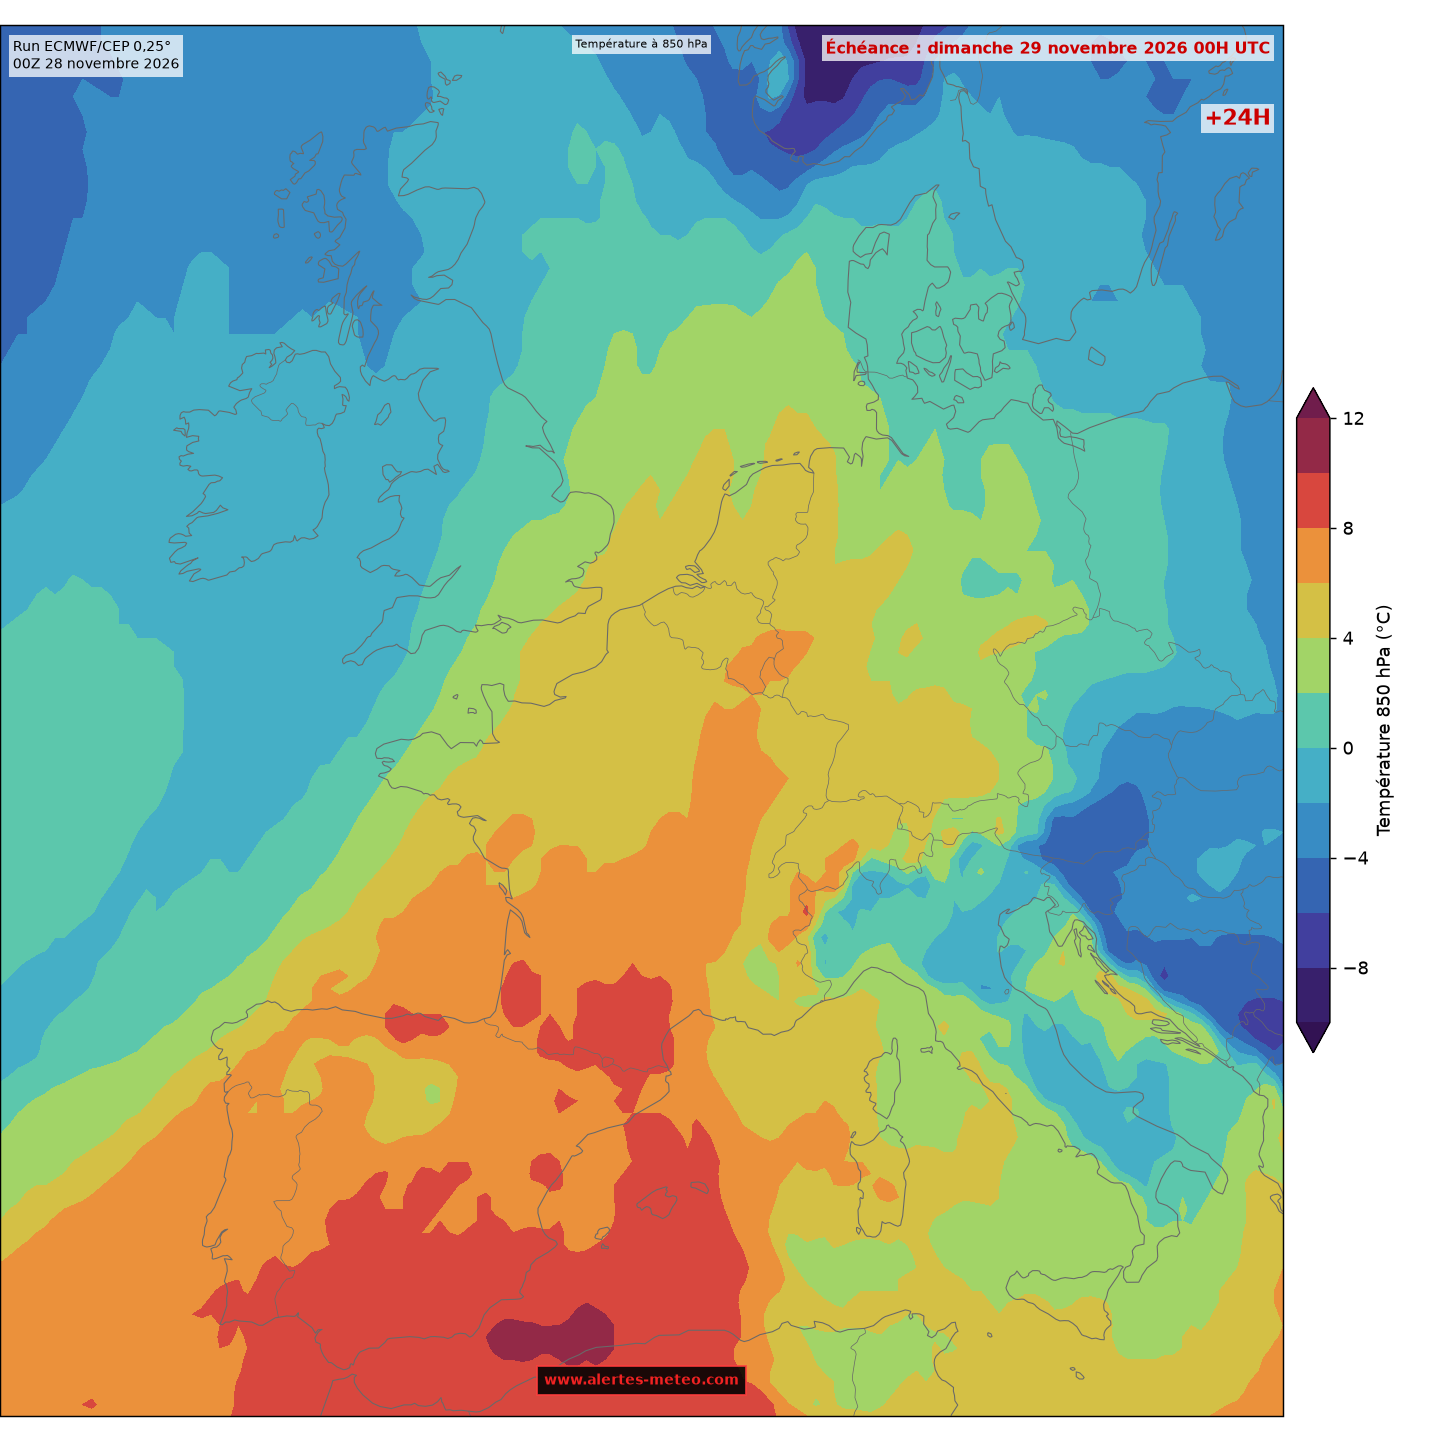 Run ECMWF/CEP 0,25°
00Z 28 novembre 2026
Température à 850 hPa
Échéance : dimanche 29 novembre 2026 00H UTC
+24H
12
8
4
0
−4
−8
Température 850 hPa (°C)
www.alertes-meteo.com